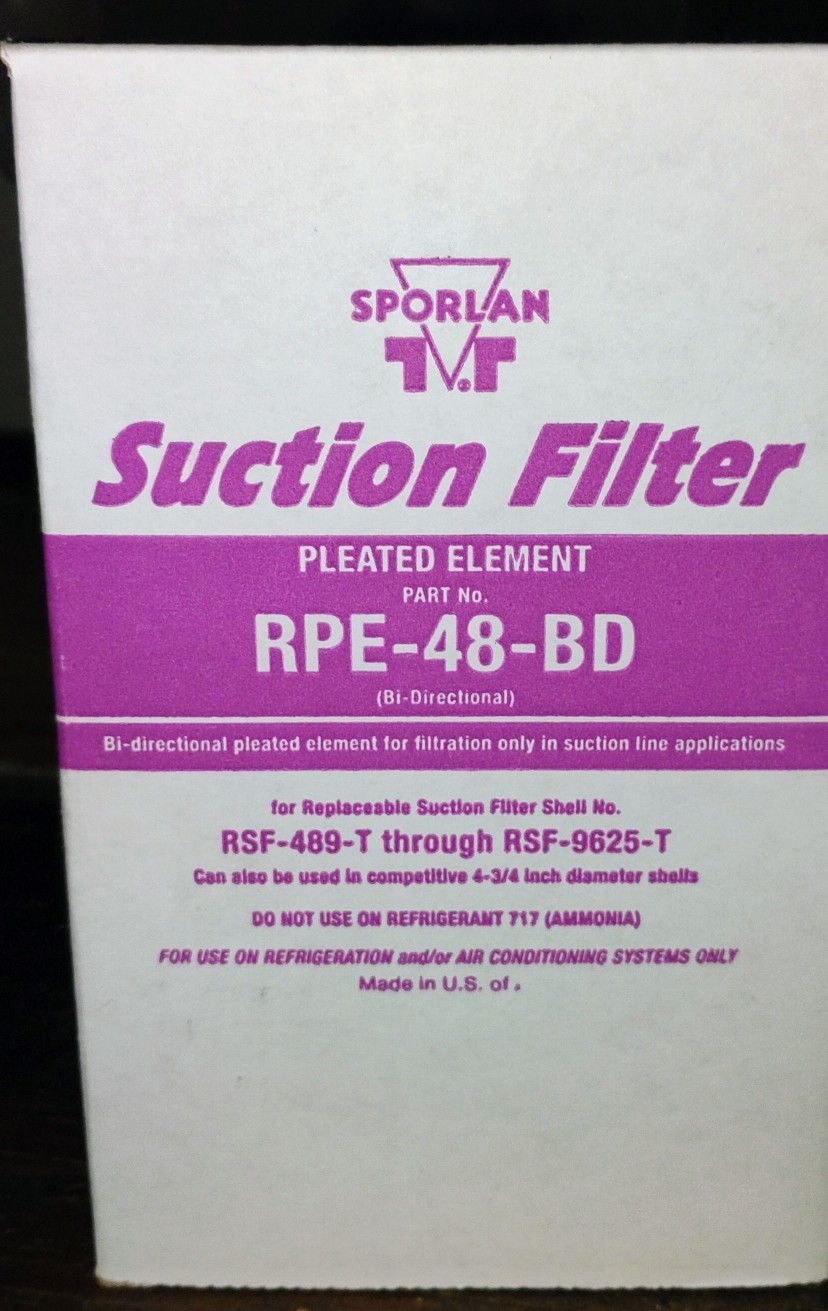 SPORLAN
T.V.T
Suction Filter
PLEATED ELEMENT
PART No.
RPE-48-BD
(Bi-Directional)
Bi-directional pleated element for filtration only in suction line applications
for Replaceable Suction Filter Shell No.
RSF-489-T through RSF-9625-T
Can also be used in competitive 4-3/4 inch diameter shells
DO NOT USE ON REFRIGERANT 717 (AMMONIA)
FOR USE ON REFRIGERATION and/or AIR CONDITIONING SYSTEMS ONLY
Made in U.S. of